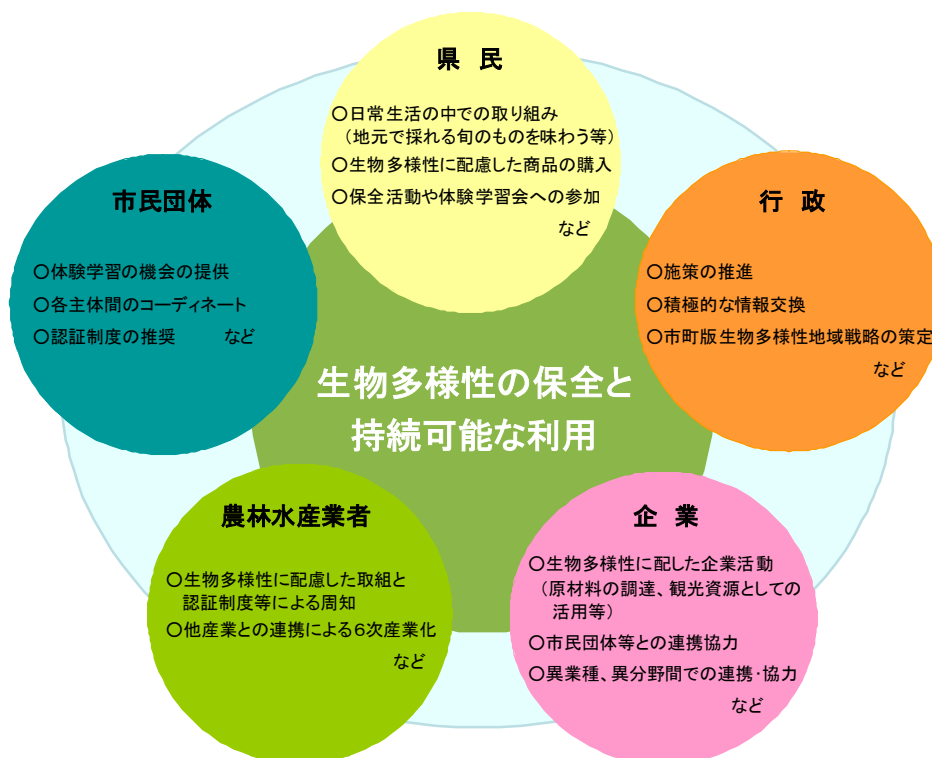 県 民
○日常生活の中での取り組み
(地元で採れる旬のものを味わう等)
○生物多様性に配慮した商品の購入
○保全活動や体験学習会への参加
など
市民団体
○体験学習の機会の提供
○各主体間のコーディネート
○認証制度の推奨 など
行 政
○施策の推進
○積極的な情報交換
○市町版生物多様性地域戦略の策定
など
生物多様性の保全と
持続可能な利用
農林水産業者
○生物多様性に配慮した取組と
認証制度等による周知
○他産業との連携による6次産業化
など
企 業
○生物多様性に配した企業活動
(原材料の調達、観光資源としての
活用等)
○市民団体等との連携協力
○異業種、異分野間での連携・協力
など